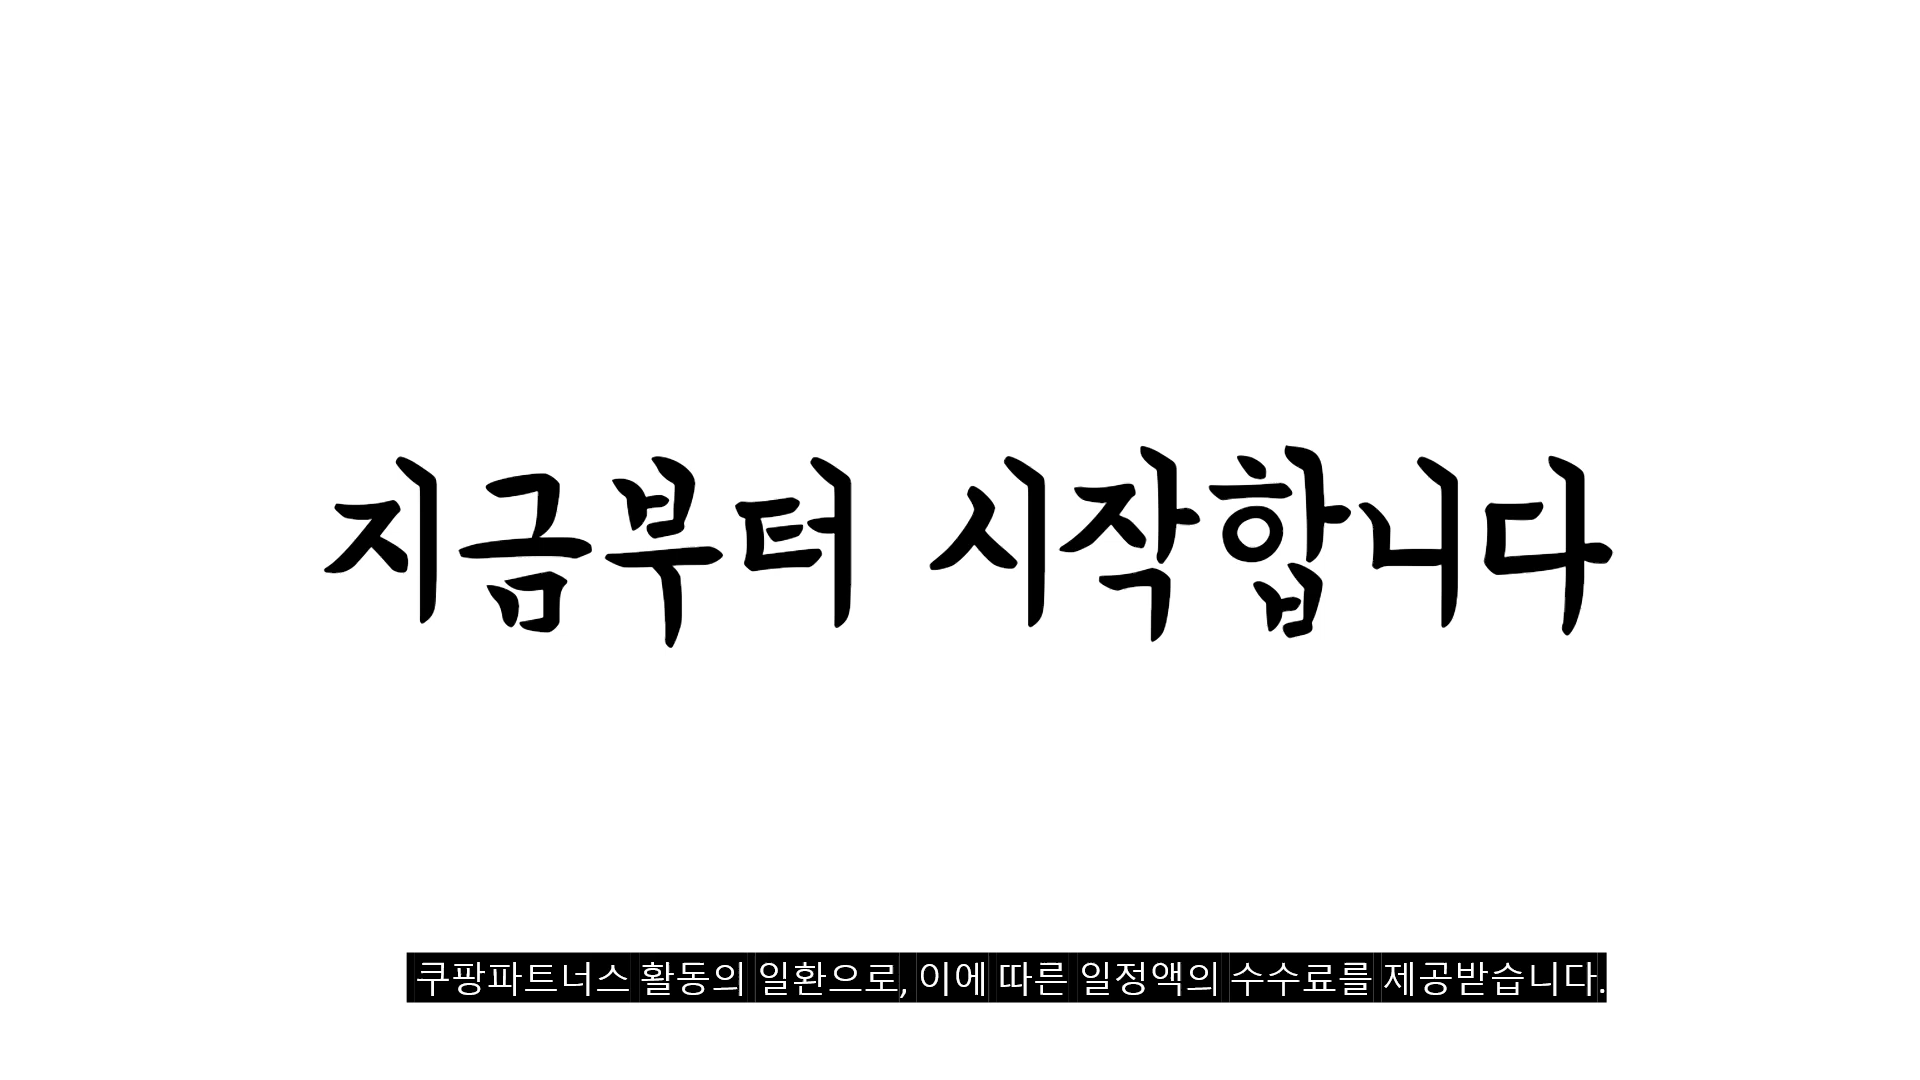 지금부터 시작합니다
쿠팡파트너스 활동의 일환으로, 이에 따른 일정액의 수수료를 제공받습니다.